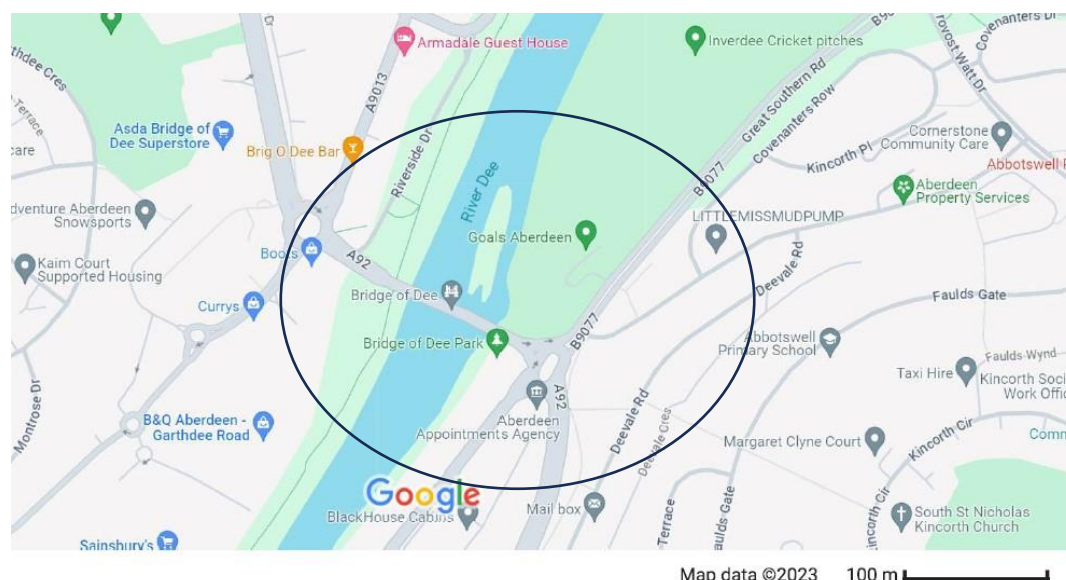 Armadale Guest House
Inverdee Cricket pitches
Covenanters Dr
Provost-Watt Dr
B9
thdee Cres
-Terrace
A9013
Great Southern Rd
Covenanters Row
Asda Bridge of
Dee Superstore
Brig O Dee Bar
Riverside Dr
River Dee
Kincorth Pl
Cornerstone
Community Care
Abbotswell
care
B9077
Aberdeen
Property Services
dventure Aberdeen
Snowsports
LITTLEMISSMUDPUMP
Goals Aberdeen
Boots
A92
Deevale Rd
Kaim Court
Supported Housing
Bridge of Dee
Faulds Gate
Currys
Bridge of Dee Park
B9077
Abbotswell
Primary School
Faulds-Wynd
Taxi Hire
Kincorth Soci
Work Offic
Montrose Dr
A92
Aberdeen
Appointments Agency
Deevale Rd
Deevale Cres
B&Q Aberdeen -
Garthdee Road
Margaret Clyne Court
Kincorth Cir
Comm
Google
BlackHouse Cabins
Mail box
Terrace
Faulds Gate
incorth Cir
South St Nicholas
Kincorth Church
Sainsbury's
Map data ©2023 100 m